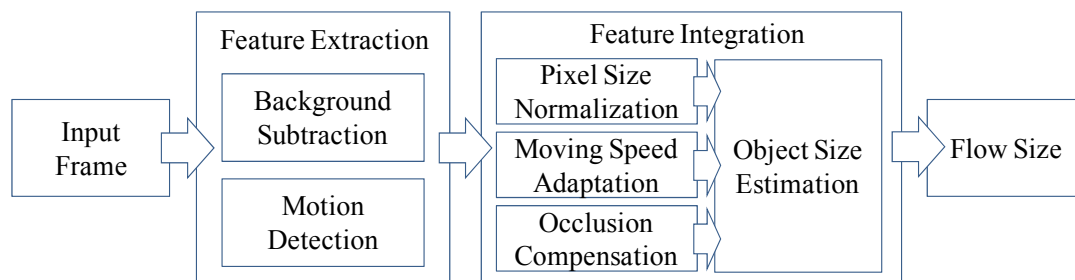 Input
Frame
Feature Extraction
Background
Subtraction
Motion
Detection
Feature Integration
Pixel Size
Normalization
Moving Speed
Adaptation
Occlusion
Compensation
Object Size
Estimation
Flow Size